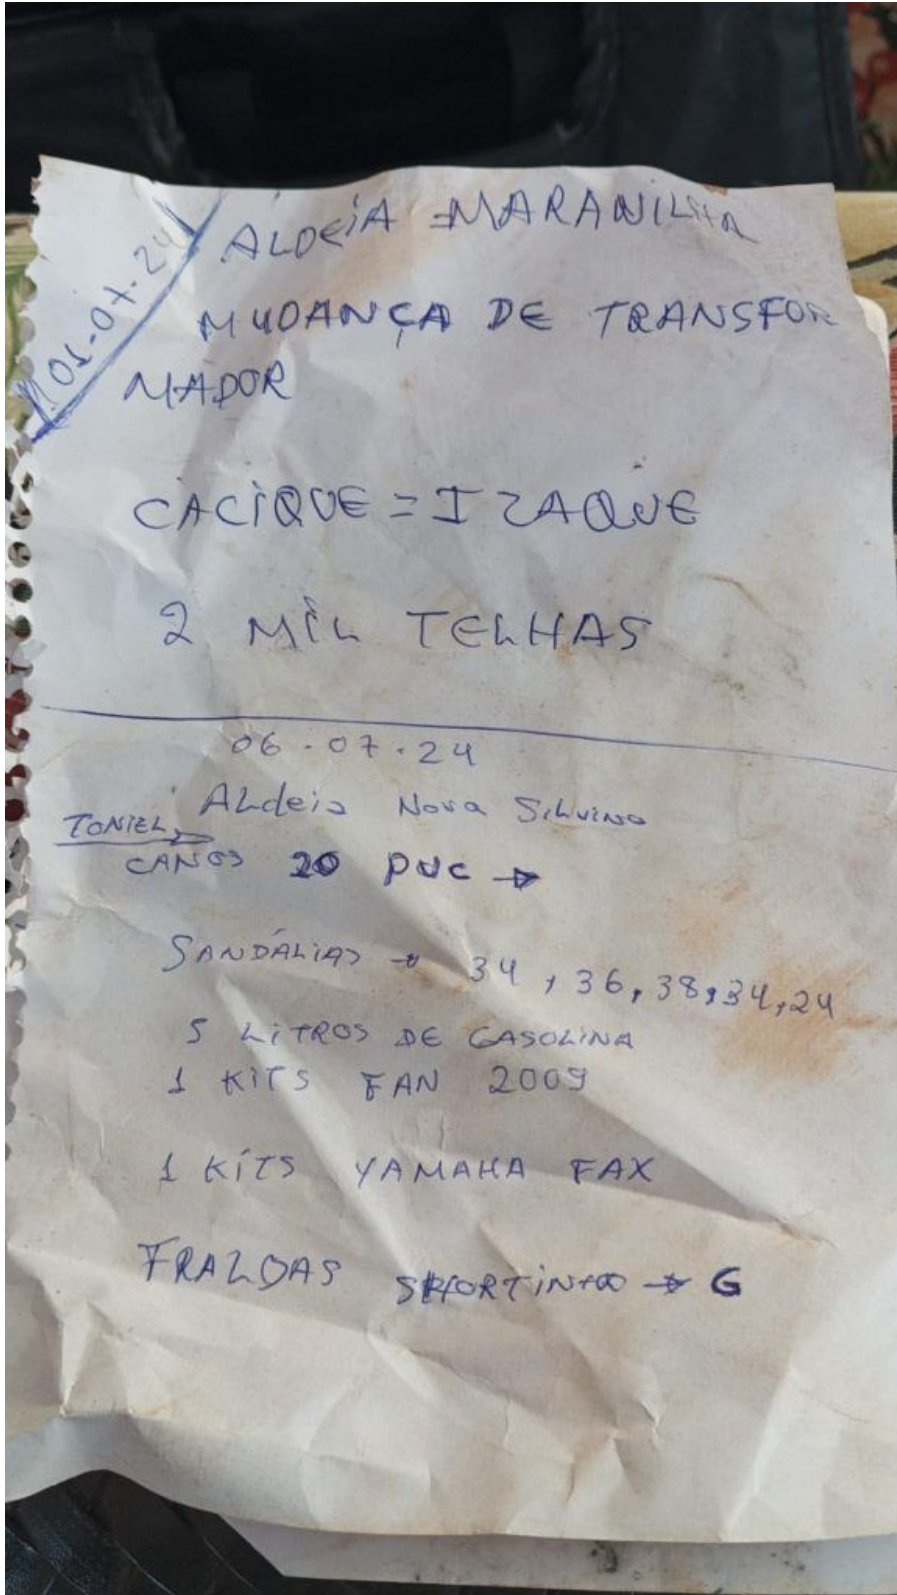 01-07-24
ALDEIA = MARANILHA
MUDANÇA DE TRANSFOR
MADOR
CACIQUE = IZAQUE
2 MIL TELHAS
06-07-24
ALdeia Nova SiLvino
TONIEL →
CANOS 20 PVC →
SANDÁLIAS → 34, 36, 38, 34, 24
5 LITROS DE GASOLINA
1 KITS FAN 2009
1 KITS YAMAHA FAX
FRALDAS SHORTINHO → G